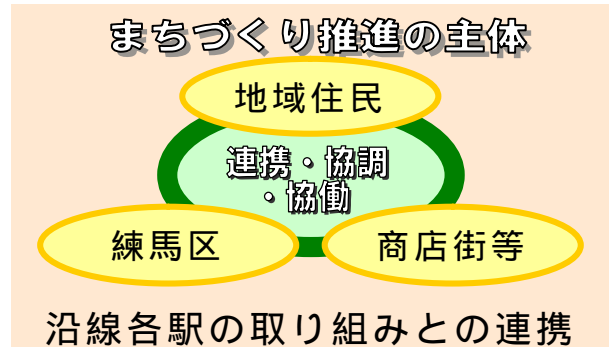 まちづくり推進の主体
地域住民
連携・協調
・協働
練馬区
商店街等
沿線各駅の取り組みとの連携